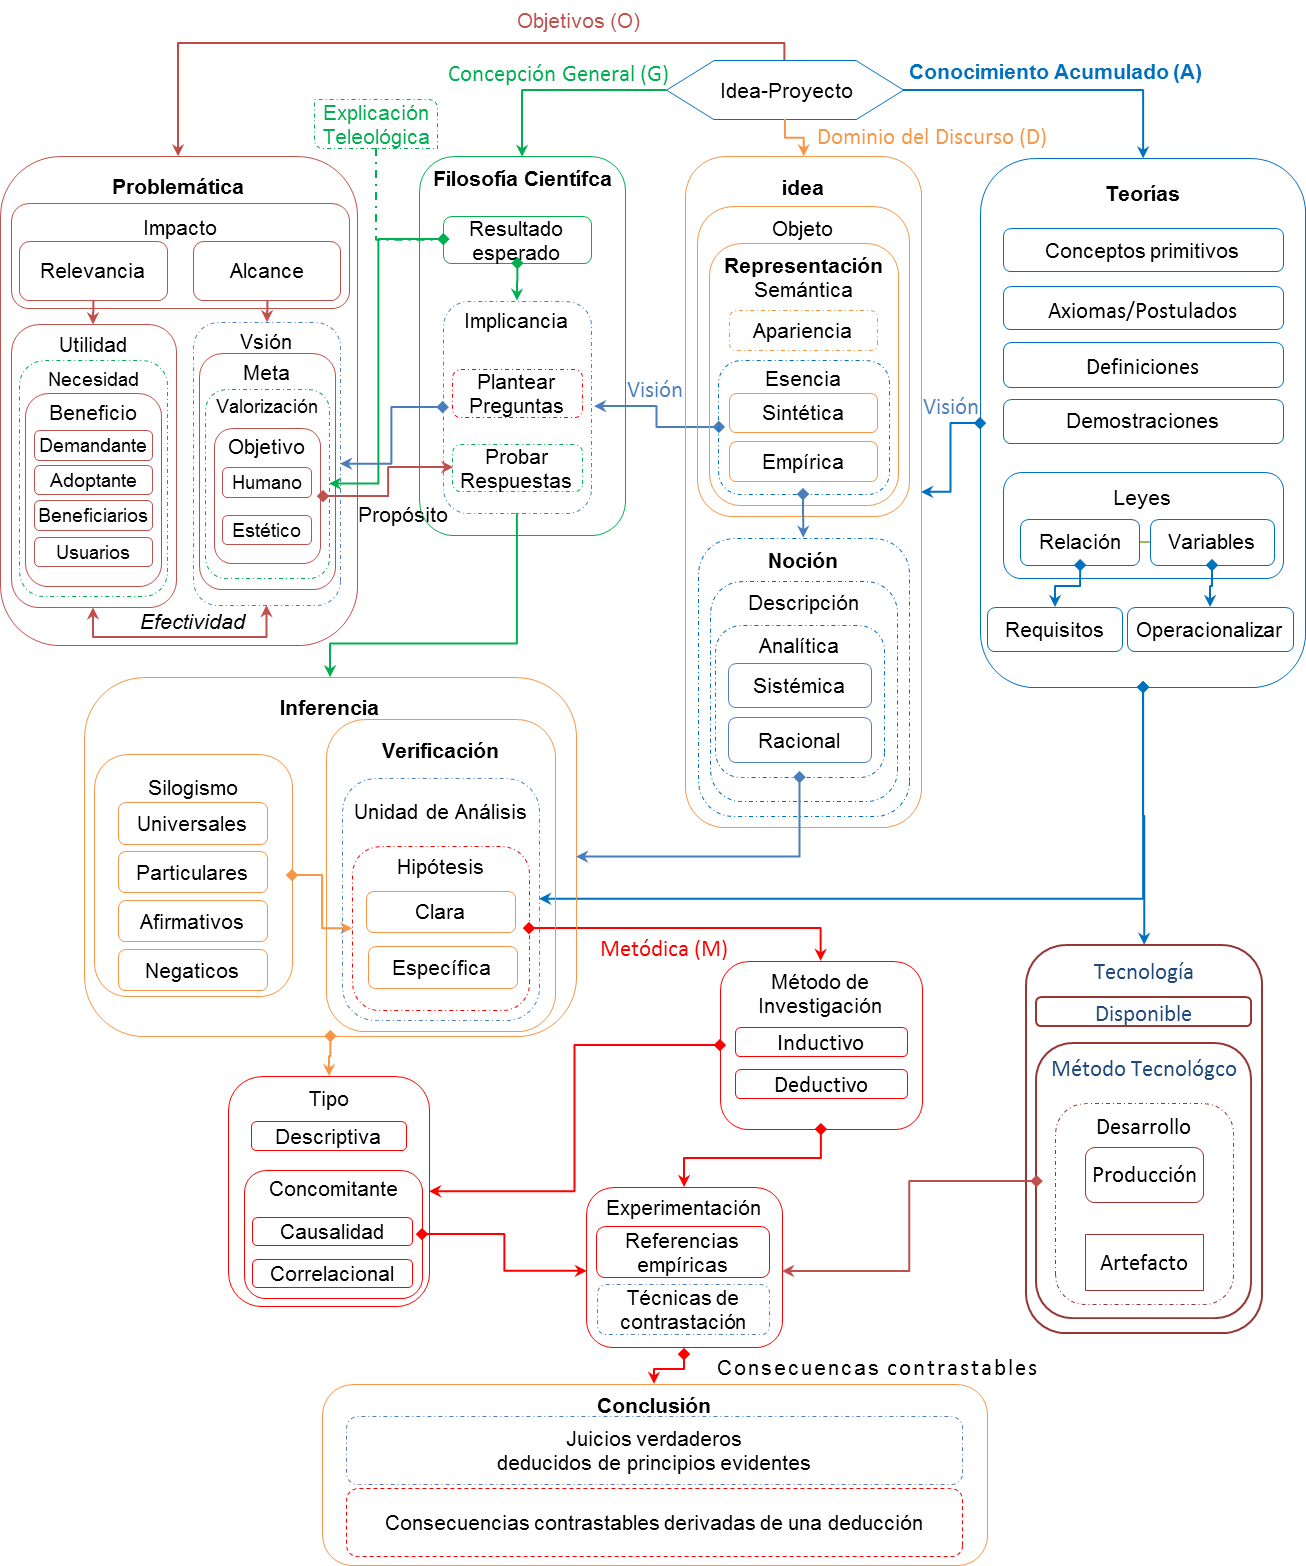 Objetivos (O)
Concepción General (G)
Idea-Proyecto
Conocimiento Acumulado (A)
Dominio del Discurso (D)
Explicación
Teleológica
Problemática
Impacto
Relevancia
Alcance
Utilidad
Necesidad
Beneficio
Demandante
Adoptante
Beneficiarios
Usuarios
Vsión
Meta
Valorización
Objetivo
Humano
Estético
Efectividad
Filosofía Cientifca
Resultado
esperado
Implicancia
Plantear
Preguntas
Probar
Respuestas
Propósito
Visión
idea
Objeto
Representación
Semántica
Apariencia
Esencia
Sintética
Empírica
Noción
Descripción
Analítica
Sistémica
Racional
Visión
Teorías
Conceptos primitivos
Axiomas/Postulados
Definiciones
Demostraciones
Leyes
Relación
Variables
Requisitos
Operacionalizar
Inferencia
Silogismo
Universales
Particulares
Afirmativos
Negaticos
Verificación
Unidad de Análisis
Hipótesis
Clara
Específica
Metódica (M)
Método de
Investigación
Inductivo
Deductivo
Tecnología
Disponible
Método Tecnológco
Desarrollo
Producción
Artefacto
Tipo
Descriptiva
Concomitante
Causalidad
Correlacional
Experimentación
Referencias
empíricas
Técnicas de
contrastación
Consecuencas contrastables
Conclusión
Juicios verdaderos
deducidos de principios evidentes
Consecuencias contrastables derivadas de una deducción